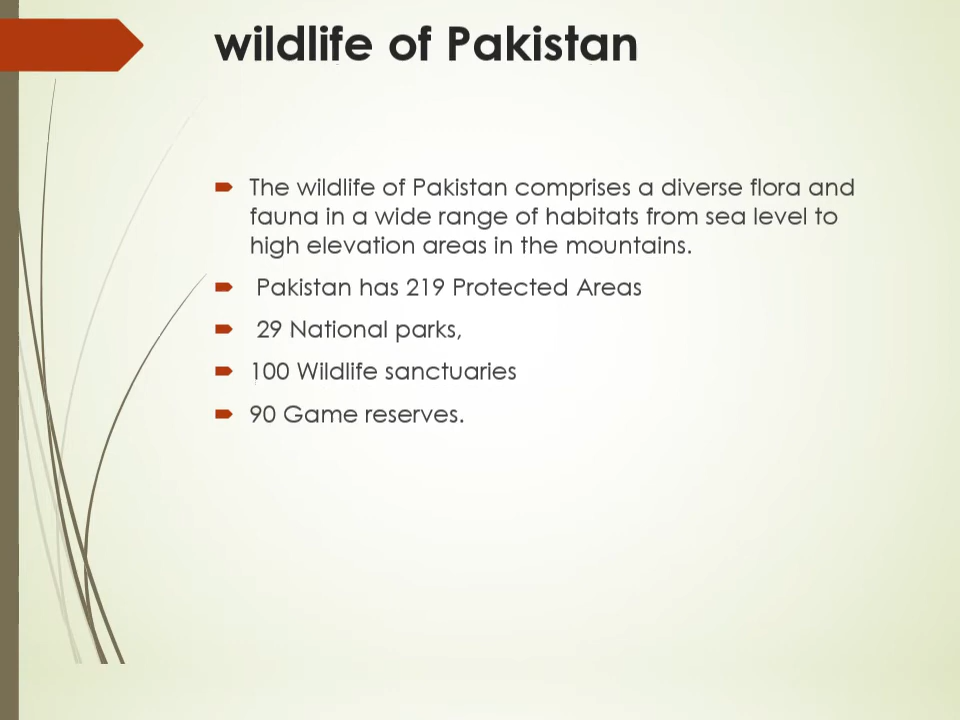 wildlife of Pakistan
The wildlife of Pakistan comprises a diverse flora and
fauna in a wide range of habitats from sea level to
high elevation areas in the mountains.
Pakistan has 219 Protected Areas
29 National parks,
100 Wildlife sanctuaries
90 Game reserves.